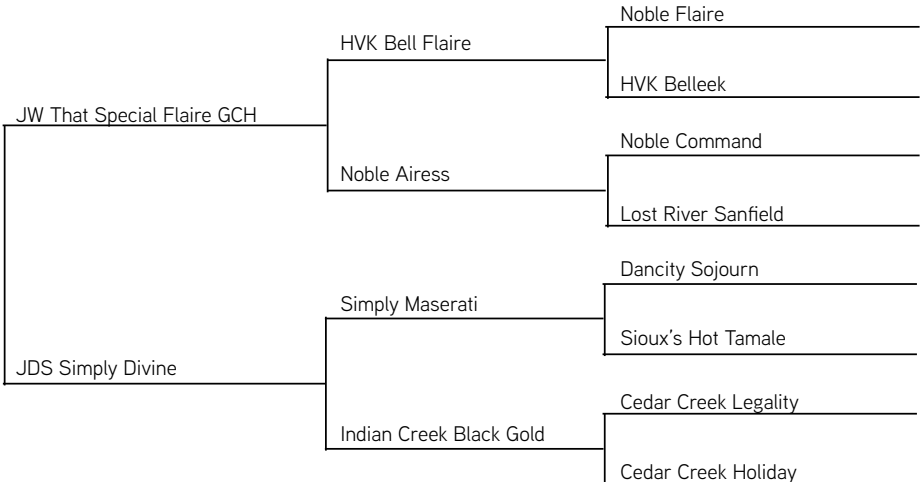 Noble Flaire
HVK Bell Flaire
HVK Belleek
JW That Special Flaire GCH
Noble Command
Noble Airess
Lost River Sanfield
Dancity Sojourn
Simply Maserati
Sioux's Hot Tamale
JDS Simply Divine
Cedar Creek Legality
Indian Creek Black Gold
Cedar Creek Holiday